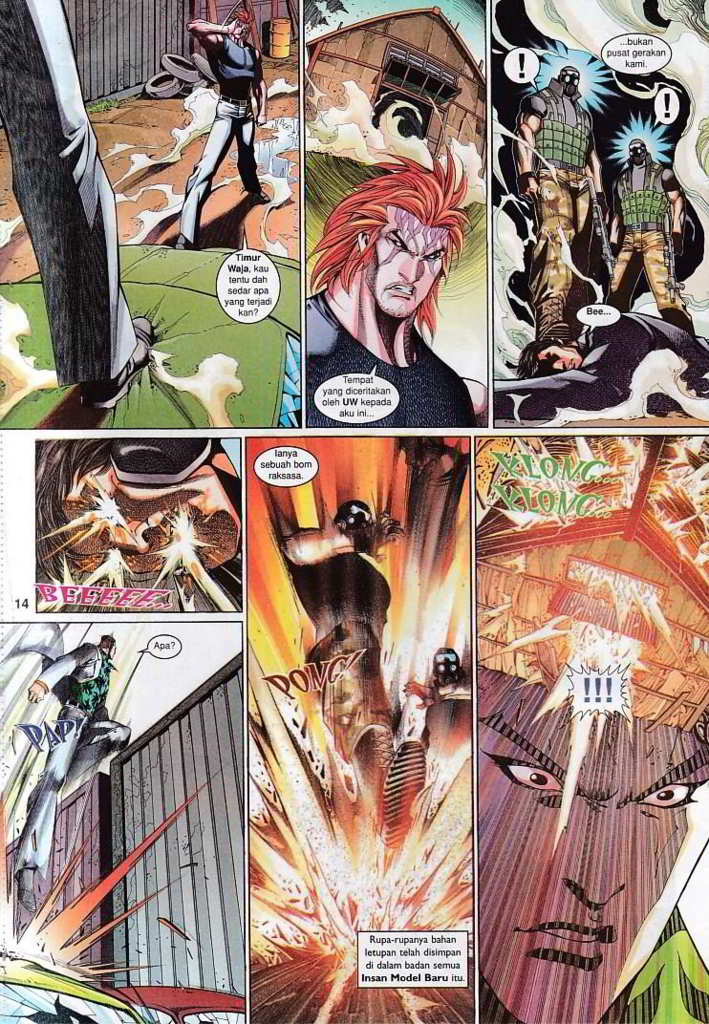 Timur
Waja, kau
tentu dah
sedar apa
yang terjadi
kan?
Tempat
yang diceritakan
oleh UW kepada
aku ini...
...bukan
pusat gerakan
kami.
!
!
Bee...
BEEEEEE..
14
Apa?
PAP!
Ianya
sebuah bom
raksasa.
PONG!
Rupa-rupanya bahan
letupan telah disimpan
di dalam badan semua
Insan Model Baru itu.
KLONG...
KLONG...
!!!